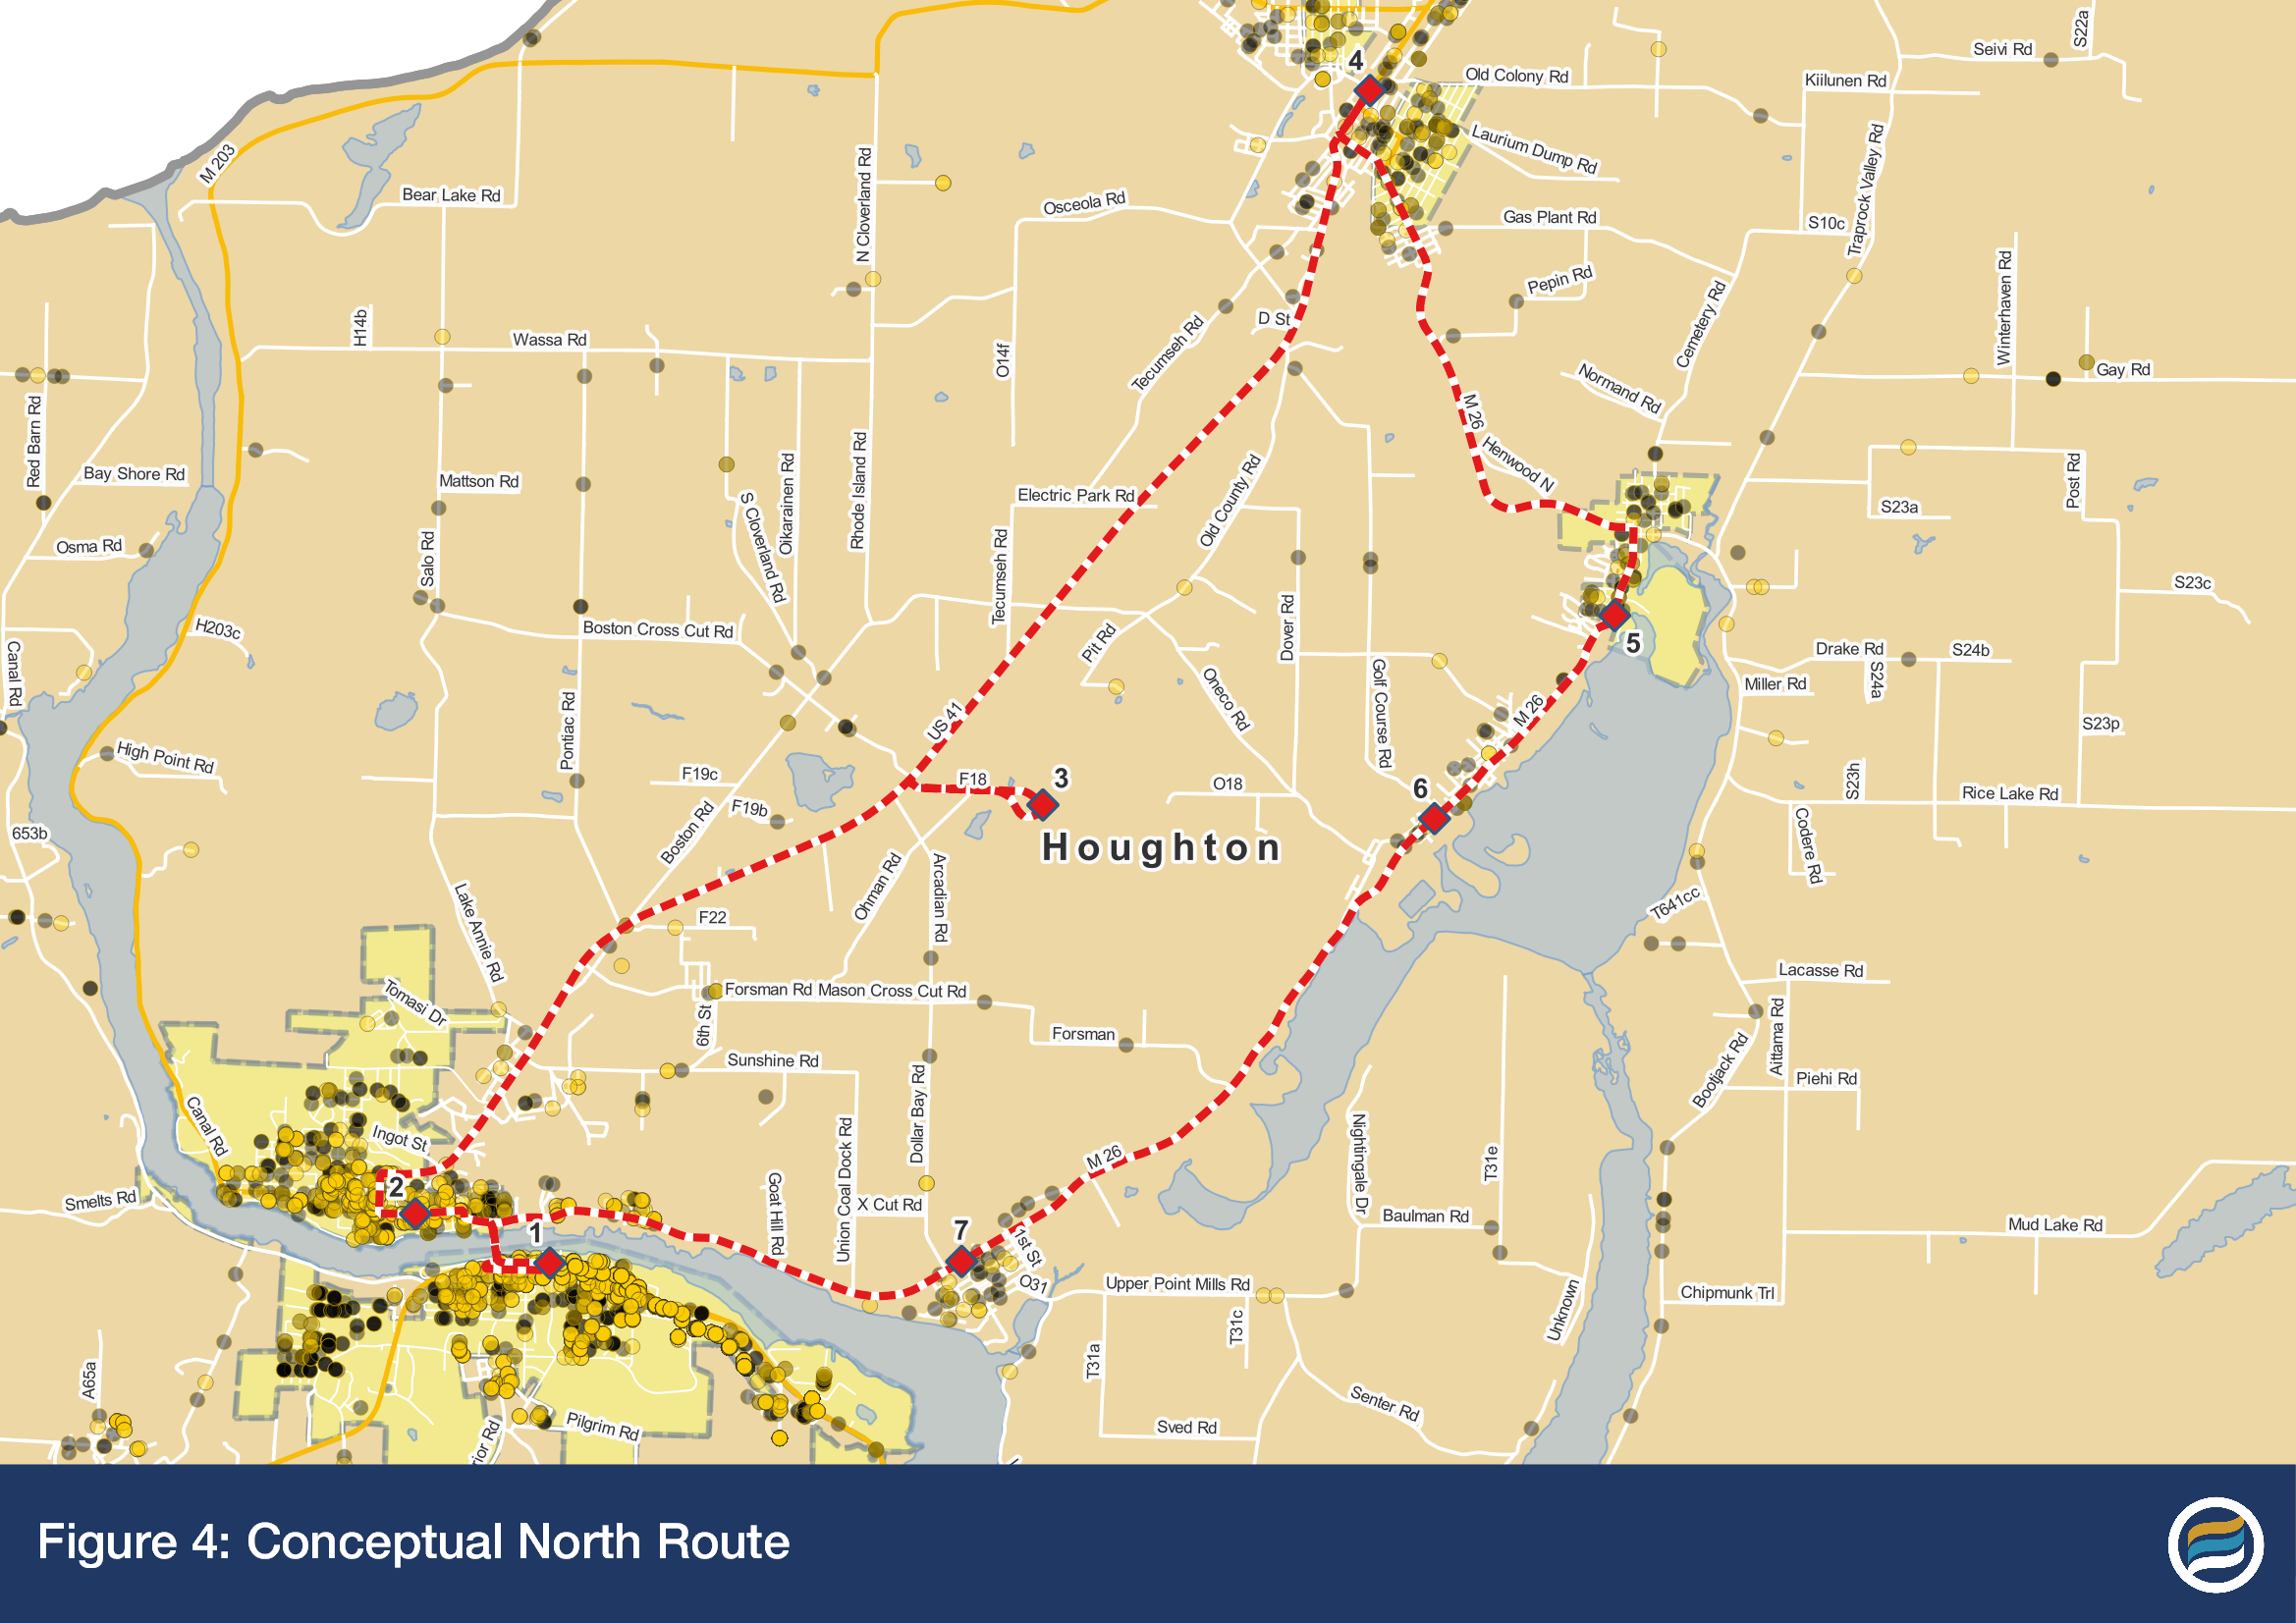 4
Old Colony Rd
Seivi Rd
S22a
Kiilunen Rd
M 203
Bear Lake Rd
N Cloverland Rd
Osceola Rd
Laurium Dump Rd
Gas Plant Rd
S10c
Traprock Valley Rd
Pepin Rd
H14b
Wassa Rd
O14f
Tecumseh Rd
D St
Cemetery Rd
Winterhaven Rd
Gay Rd
Normand Rd
M 26
Henwood N
Red Barn Rd
Bay Shore Rd
Mattson Rd
S Cloverland Rd
Oikarainen Rd
Rhode Island Rd
Electric Park Rd
Old County Rd
Post Rd
S23a
Osma Rd
Salo Rd
Tecumseh Rd
S23c
H203c
Boston Cross Cut Rd
Pit Rd
Dover Rd
5
Drake Rd
S24b
S24a
Canal Rd
Miller Rd
Oneco Rd
Golf Course Rd
M 26
US 41
Pontiac Rd
S23p
High Point Rd
F19c
F18
3
O18
6
S23h
Rice Lake Rd
653b
Boston Rd
F19b
Houghton
Codere Rd
Ohman Rd
Arcadian Rd
Lake Annie Rd
F22
T641cc
Tomasi Dr
Forsman Rd
Mason Cross Cut Rd
Lacasse Rd
6th St
Forsman
Aittama Rd
Sunshine Rd
Bootjack Rd
Piehi Rd
Canal Rd
Ingot St
Dollar Bay Rd
Union Coal Dock Rd
M 26
Nightingale Dr
T31e
2
Smelts Rd
Goat Hill Rd
X Cut Rd
Baulman Rd
Mud Lake Rd
1
7
1st St
O31
Upper Point Mills Rd
Chipmunk Trl
Unknown
T31c
T31a
A65a
Senter Rd
Sved Rd
Pilgrim Rd
rior Rd
Figure 4: Conceptual North Route